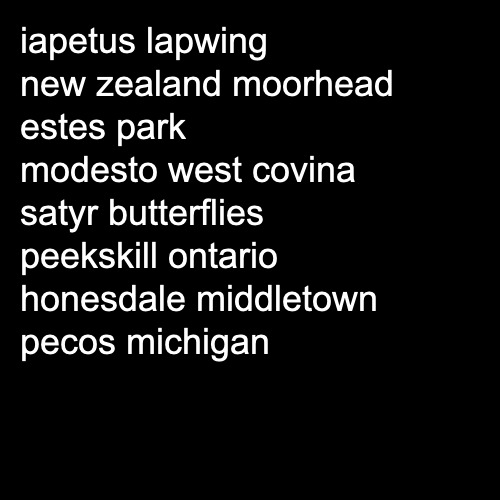 iapetus lapwing
new zealand moorhead
estes park
modesto west covina
satyr butterflies
peekskill ontario
honesdale middletown
pecos michigan